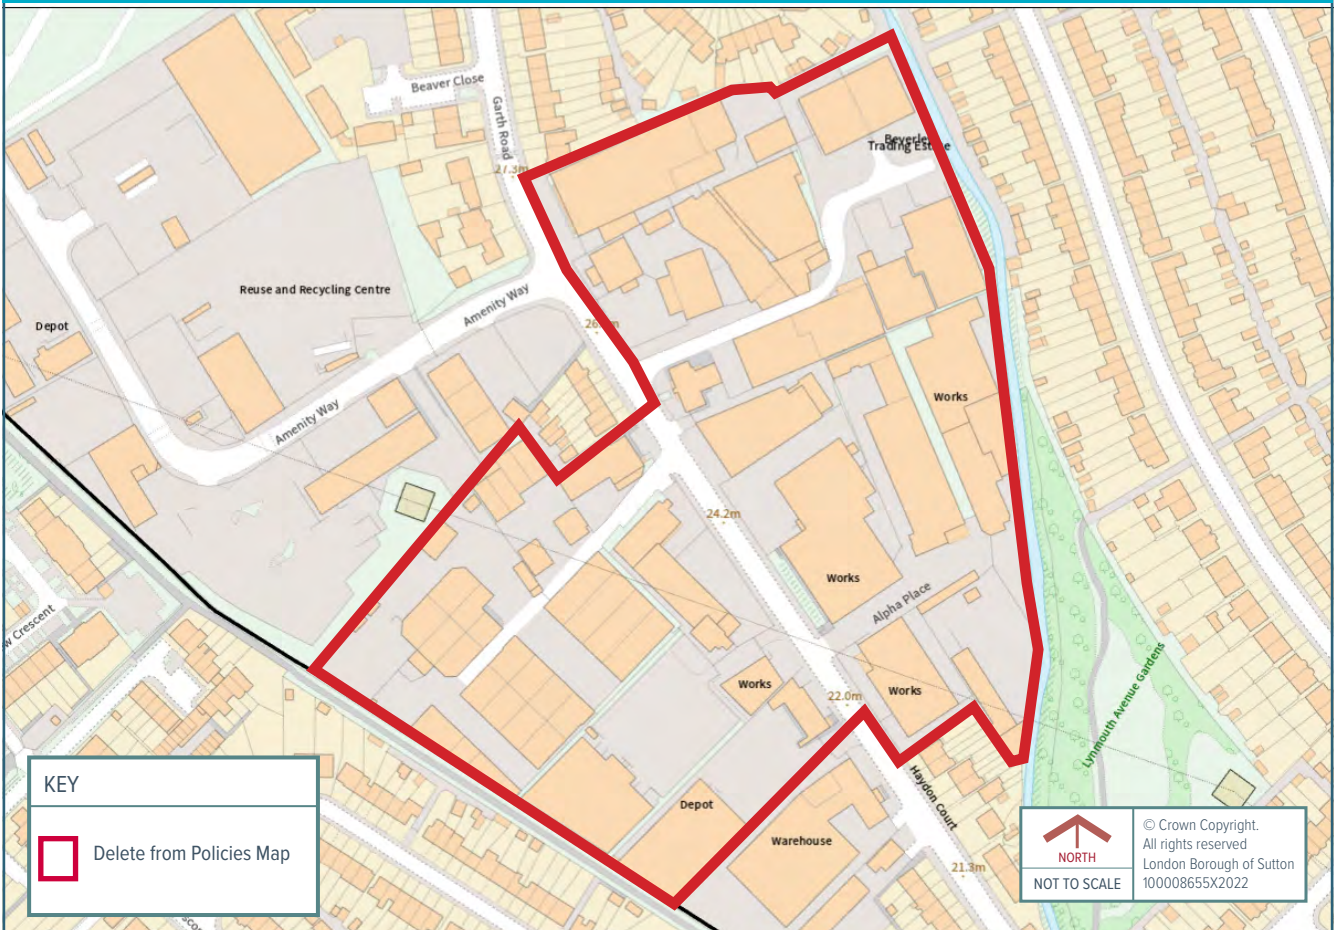 Beaver Close
Garth Road
27.3m
Beverley
Trading Estate
Reuse and Recycling Centre
Amenity Way
Depot
Amenity Way
Works
24.2m
Works
Alpha Place
Crescent
Works
Works
22.0m
Lynmouth Avenue Gardens
Depot
Haydon Court
Warehouse
21.3m
KEY
Delete from Policies Map
NORTH
NOT TO SCALE
© Crown Copyright.
All rights reserved
London Borough of Sutton
100008655X2022